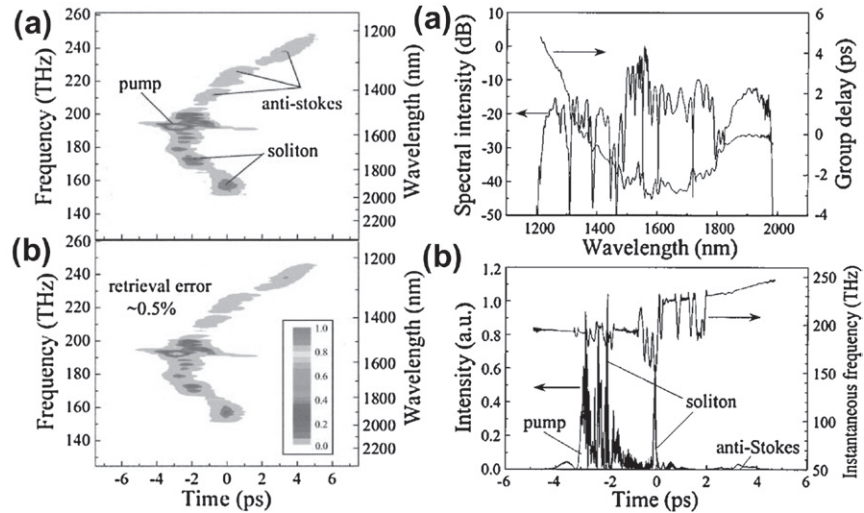 (a)
260
240
220
200
180
160
140
Frequency (THz)
pump
anti-stokes
soliton
1200
1400
1600
1800
2000
2200
Wavelength (nm)
(b)
260
240
220
200
180
160
140
Frequency (THz)
retrieval error
~0.5%
1.0
0.8
0.6
0.4
0.2
0.0
1200
1400
1600
1800
2000
2200
Wavelength (nm)
-6 -4 -2 0 2 4 6
Time (ps)
(a)
10
0
-10
-20
-30
-40
-50
Spectral intensity (dB)
6
4
2
0
-2
-4
Group delay (ps)
1200 1400 1600 1800 2000
Wavelength (nm)
(b)
1.2
1.0
0.8
0.6
0.4
0.2
0.0
Intensity (a.u.)
pump
soliton
anti-Stokes
250
200
150
100
50
Instantaneous frequency (THz)
-4 -2 0 2 4 6
Time (ps)